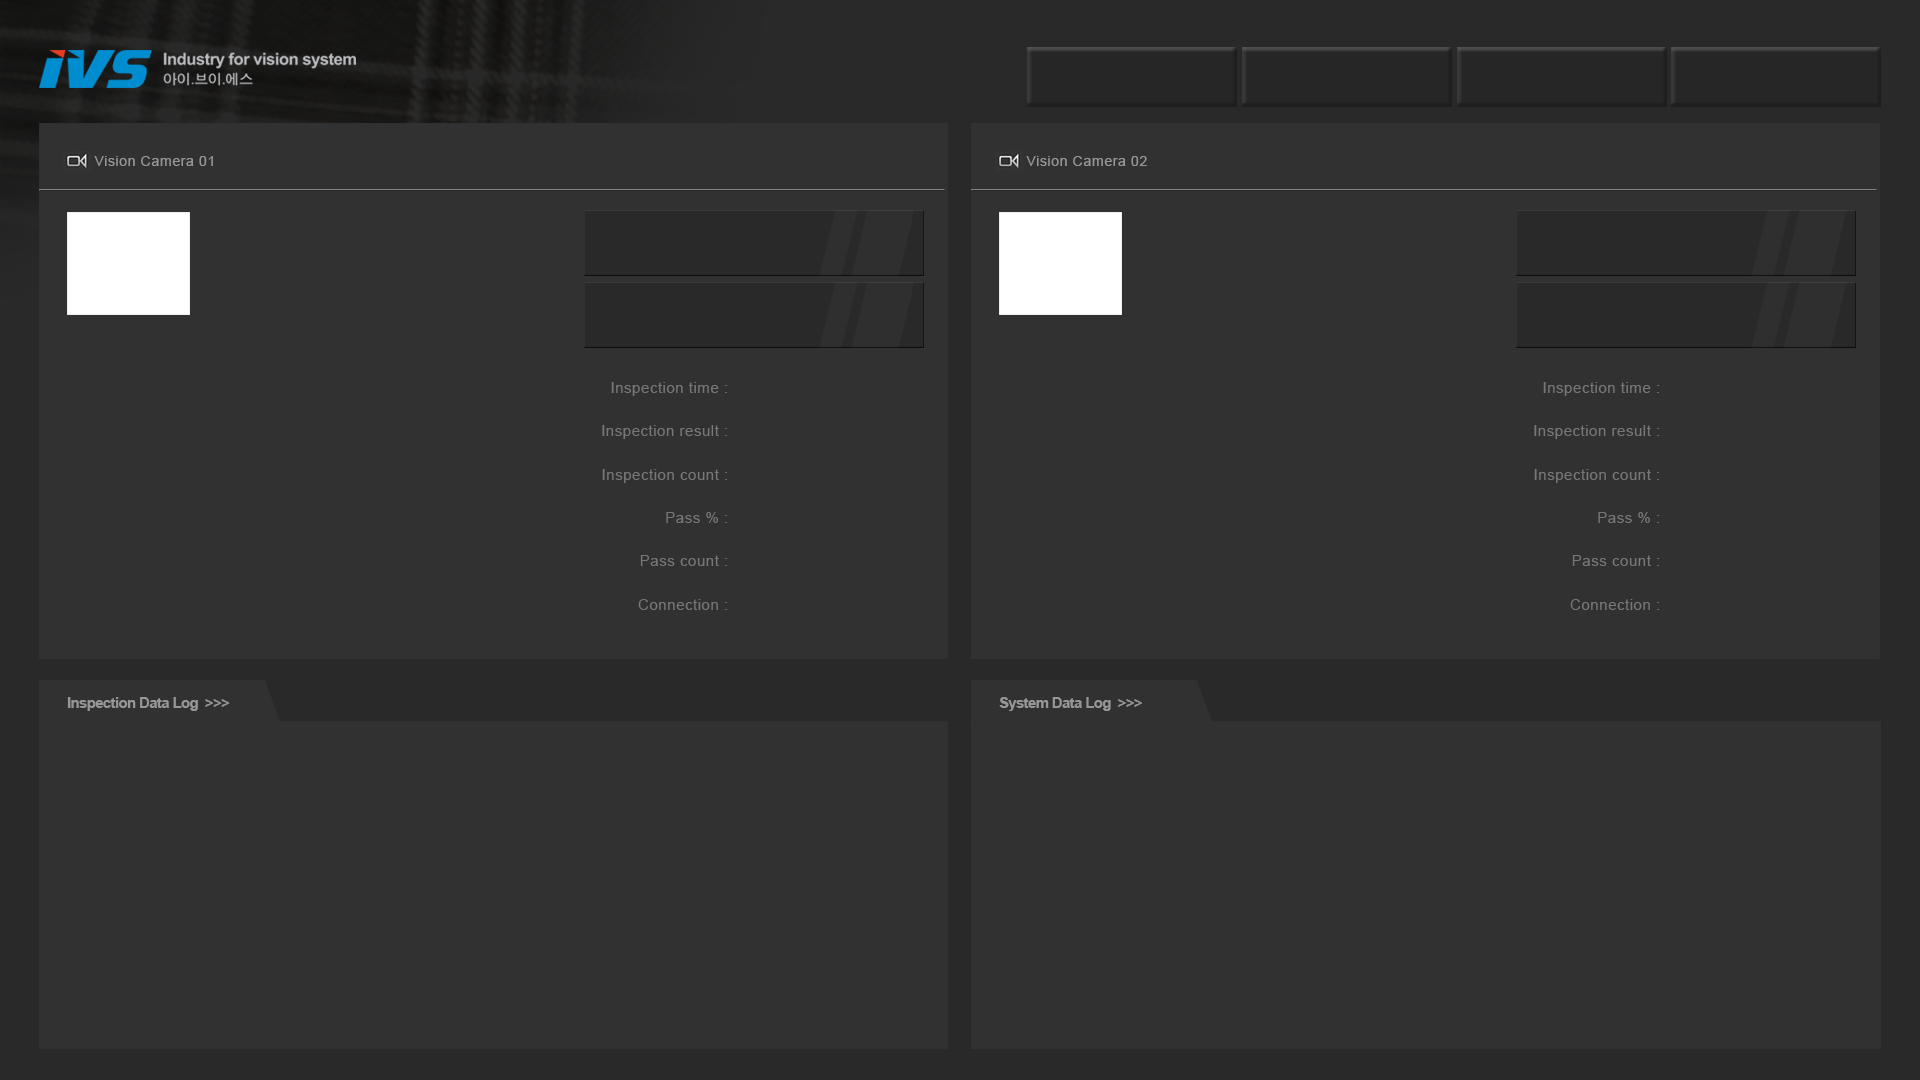 iVS
Industry for vision system
아이.브이.에스
Vision Camera 01
Inspection time :
Inspection result :
Inspection count :
Pass % :
Pass count :
Connection :
Vision Camera 02
Inspection time :
Inspection result :
Inspection count :
Pass % :
Pass count :
Connection :
Inspection Data Log >>>
System Data Log >>>